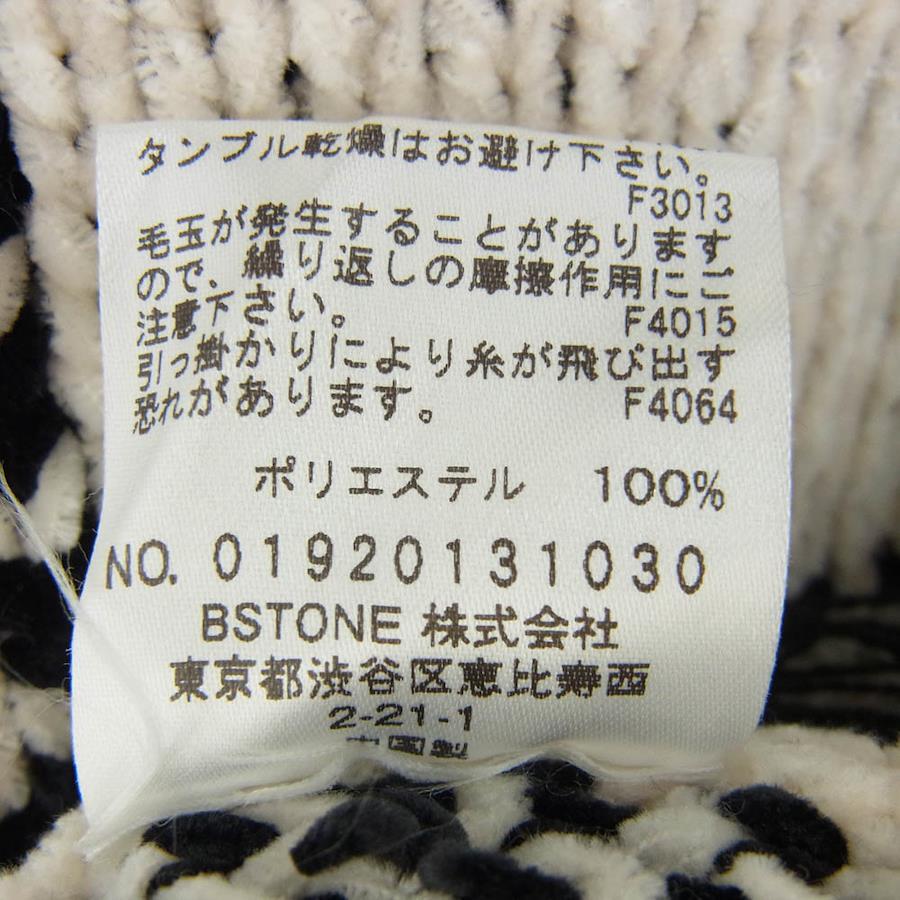 タンブル乾燥はお避け下さい。
F3013
毛玉が発生することがあります
ので、繰り返しの摩擦作用にご
注意下さい。 F4015
引っ掛かりにより糸が飛び出す
恐れがあります。 F4064
ポリエステル 100%
NO. 01920131030
BSTONE 株式会社
東京都渋谷区恵比寿西
2-21-1
中国製